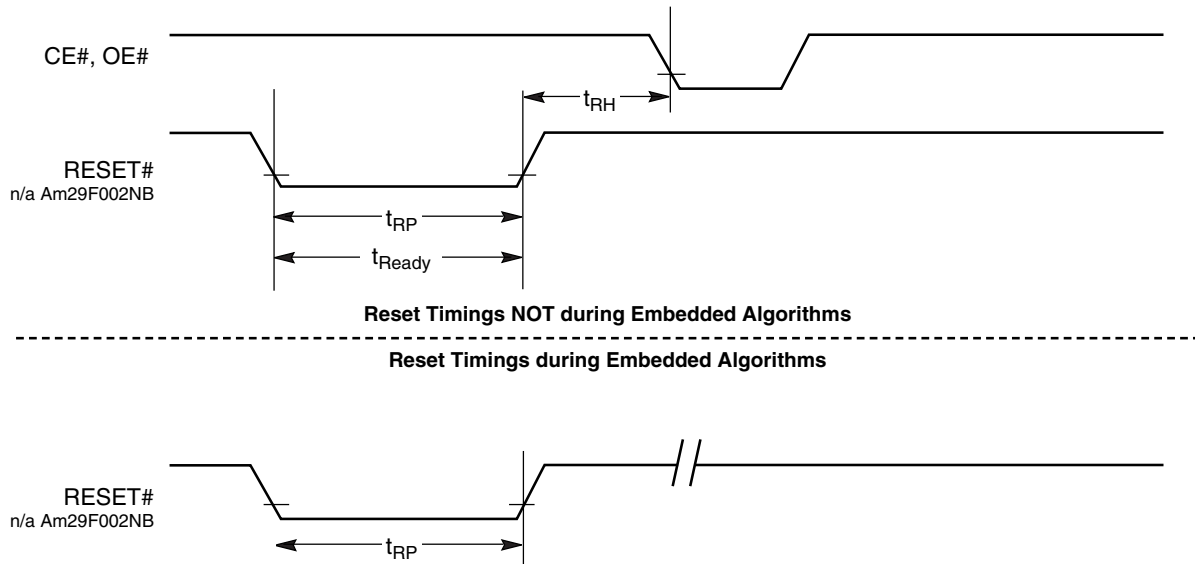 CE#, OE#
tRH
RESET#
n/a Am29F002NB
tRP
tReady
Reset Timings NOT during Embedded Algorithms
Reset Timings during Embedded Algorithms
RESET#
n/a Am29F002NB
tRP